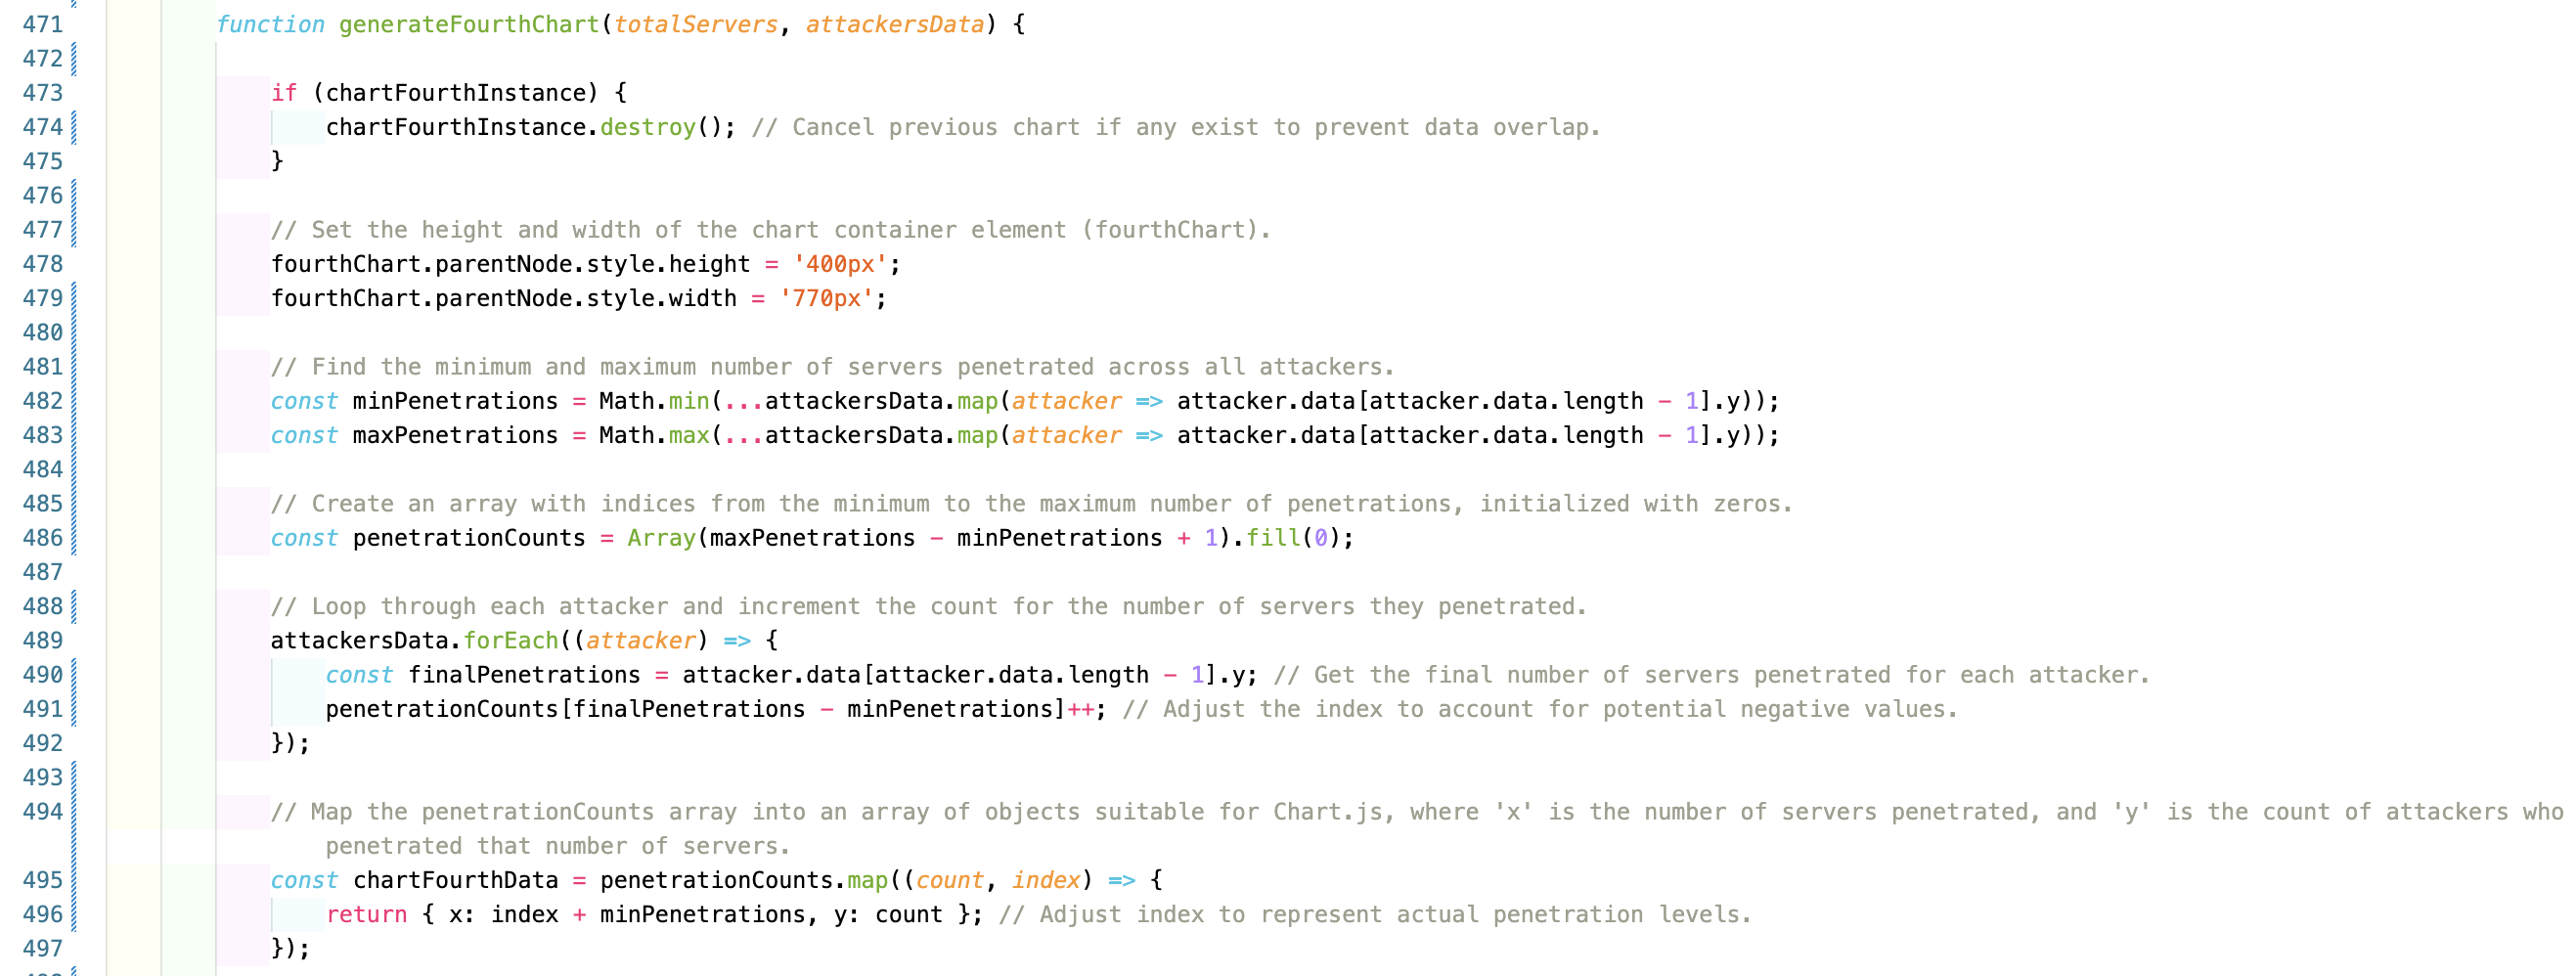 471 function generateFourthChart(totalServers, attackersData) {
472
473 if (chartFourthInstance) {
474 chartFourthInstance.destroy(); // Cancel previous chart if any exist to prevent data overlap.
475 }
476
477 // Set the height and width of the chart container element (fourthChart).
478 fourthChart.parentNode.style.height = '400px';
479 fourthChart.parentNode.style.width = '770px';
480
481 // Find the minimum and maximum number of servers penetrated across all attackers.
482 const minPenetrations = Math.min(...attackersData.map(attacker => attacker.data[attacker.data.length - 1].y));
483 const maxPenetrations = Math.max(...attackersData.map(attacker => attacker.data[attacker.data.length - 1].y));
484
485 // Create an array with indices from the minimum to the maximum number of penetrations, initialized with zeros.
486 const penetrationCounts = Array(maxPenetrations - minPenetrations + 1).fill(0);
487
488 // Loop through each attacker and increment the count for the number of servers they penetrated.
489 attackersData.forEach((attacker) => {
490 const finalPenetrations = attacker.data[attacker.data.length - 1].y; // Get the final number of servers penetrated for each attacker.
491 penetrationCounts[finalPenetrations - minPenetrations]++; // Adjust the index to account for potential negative values.
492 });
493
494 // Map the penetrationCounts array into an array of objects suitable for Chart.js, where 'x' is the number of servers penetrated, and 'y' is the count of attackers who
penetrated that number of servers.
495 const chartFourthData = penetrationCounts.map((count, index) => {
496 return { x: index + minPenetrations, y: count }; // Adjust index to represent actual penetration levels.
497 });